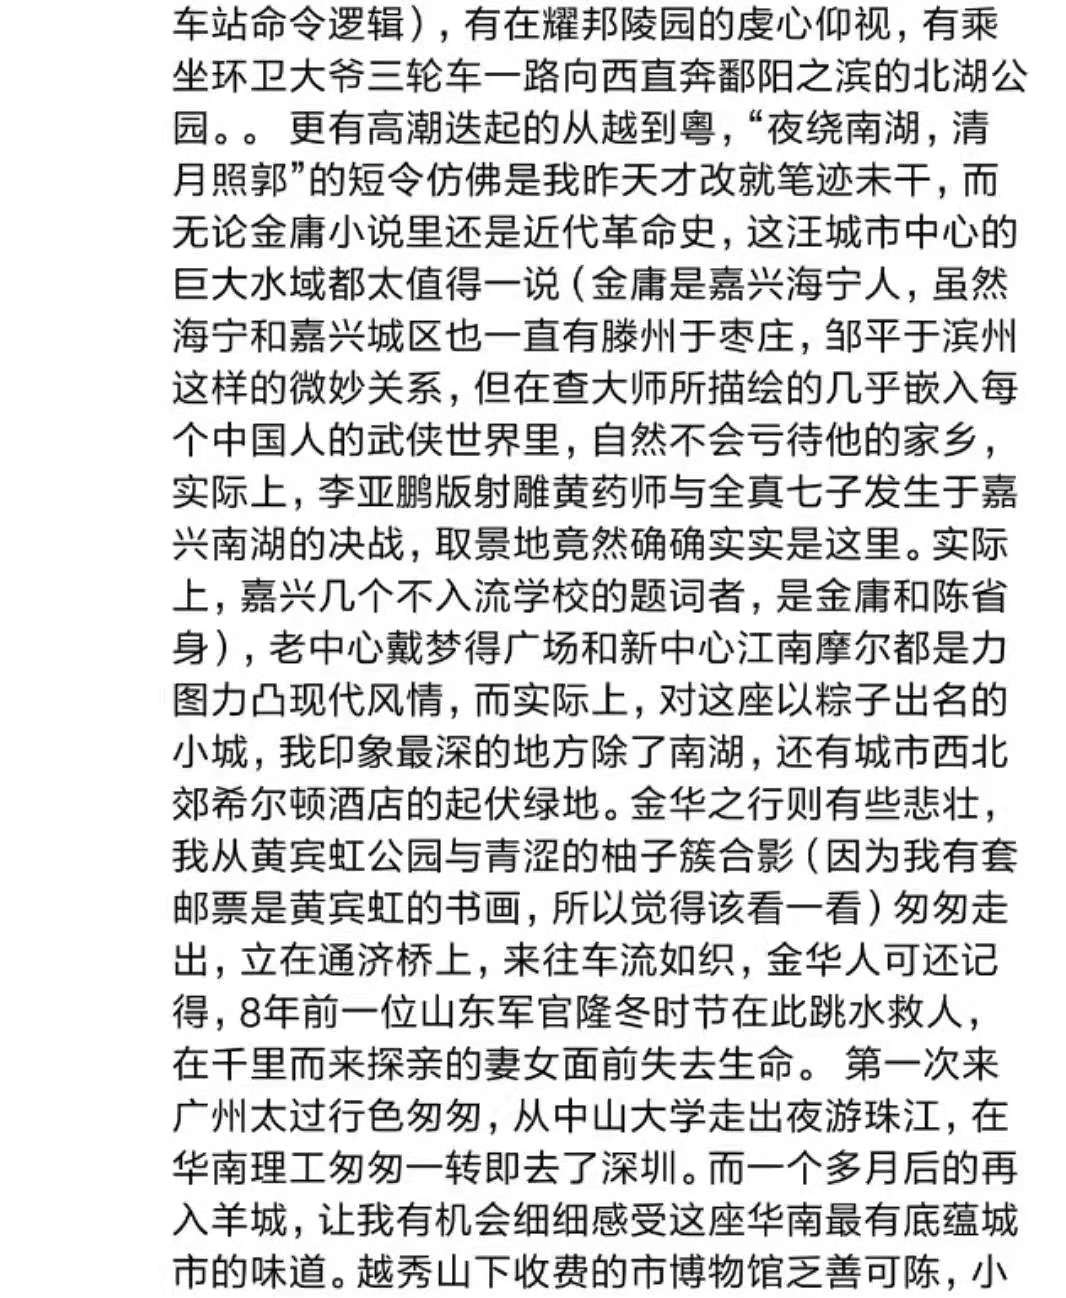 车站命令逻辑），有在耀邦陵园的虔心仰视，有乘
坐环卫大爷三轮车一路向西直奔鄱阳之滨的北湖公
园。。 更有高潮迭起的从越到粤，“夜绕南湖，清
月照郭”的短令仿佛是我昨天才改就笔迹未干，而
无论金庸小说里还是近代革命史，这汪城市中心的
巨大水域都太值得一说（金庸是嘉兴海宁人，虽然
海宁和嘉兴城区也一直有滕州于枣庄，邹平于滨州
这样的微妙关系，但在查大师所描绘的几乎嵌入每
个中国人的武侠世界里，自然不会亏待他的家乡，
实际上，李亚鹏版射雕黄药师与全真七子发生于嘉
兴南湖的决战，取景地竟然确确实实是这里。实际
上，嘉兴几个不入流学校的题词者，是金庸和陈省
身），老中心戴梦得广场和新中心江南摩尔都是力
图力凸现代风情，而实际上，对这座以粽子出名的
小城，我印象最深的地方除了南湖，还有城市西北
郊希尔顿酒店的起伏绿地。金华之行则有些悲壮，
我从黄宾虹公园与青涩的柚子簇合影（因为我有套
邮票是黄宾虹的书画，所以觉得该看一看）匆匆走
出，立在通济桥上，来往车流如织，金华人可还记
得，8年前一位山东军官隆冬时节在此跳水救人，
在千里而来探亲的妻女面前失去生命。 第一次来
广州太过行色匆匆，从中山大学走出夜游珠江，在
华南理工匆匆一转即去了深圳。而一个多月后的再
入羊城，让我有机会细细感受这座华南最有底蕴城
市的味道。越秀山下收费的市博物馆乏善可陈，小